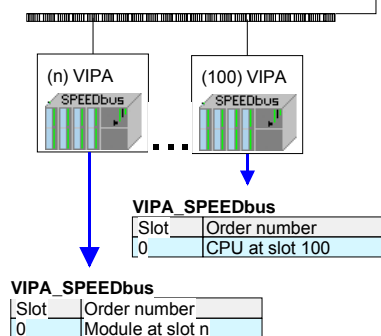 (n) VIPA
(100) VIPA
SPEEDbus
SPEEDbus
...
VIPA_SPEEDbus
Slot Order number
0 CPU at slot 100
VIPA_SPEEDbus
Slot Order number
0 Module at slot n